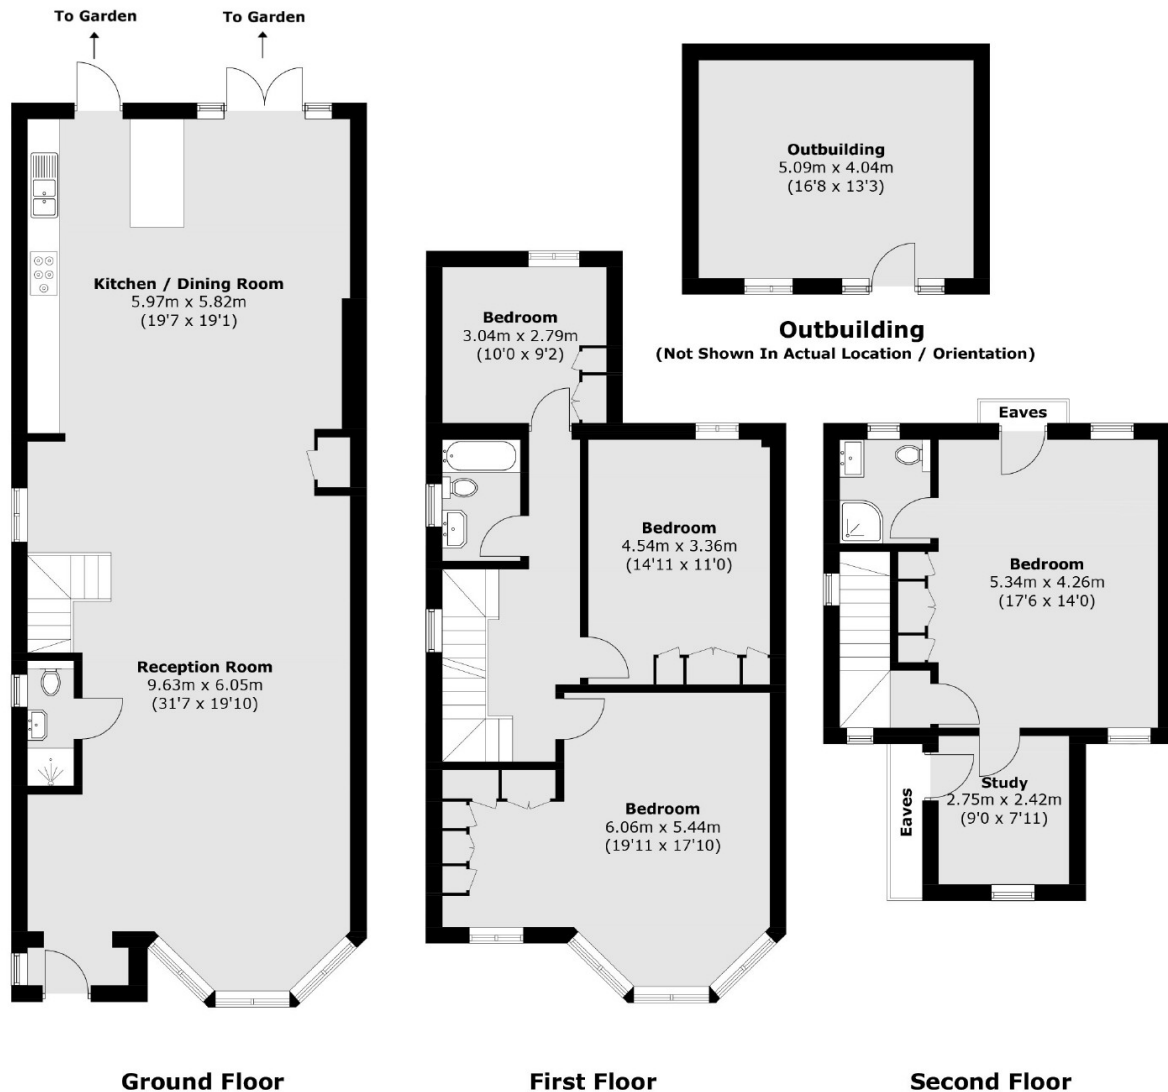 To Garden
To Garden
Kitchen / Dining Room
5.97m x 5.82m
(19'7 x 19'1)
Reception Room
9.63m x 6.05m
(31'7 x 19'10)
Ground Floor
Bedroom
3.04m x 2.79m
(10'0 x 9'2)
Bedroom
4.54m x 3.36m
(14'11 x 11'0)
Bedroom
6.06m x 5.44m
(19'11 x 17'10)
First Floor
Outbuilding
5.09m x 4.04m
(16'8 x 13'3)
Outbuilding
(Not Shown In Actual Location / Orientation)
Eaves
Bedroom
5.34m x 4.26m
(17'6 x 14'0)
Study
2.75m x 2.42m
(9'0 x 7'11)
Eaves
Second Floor